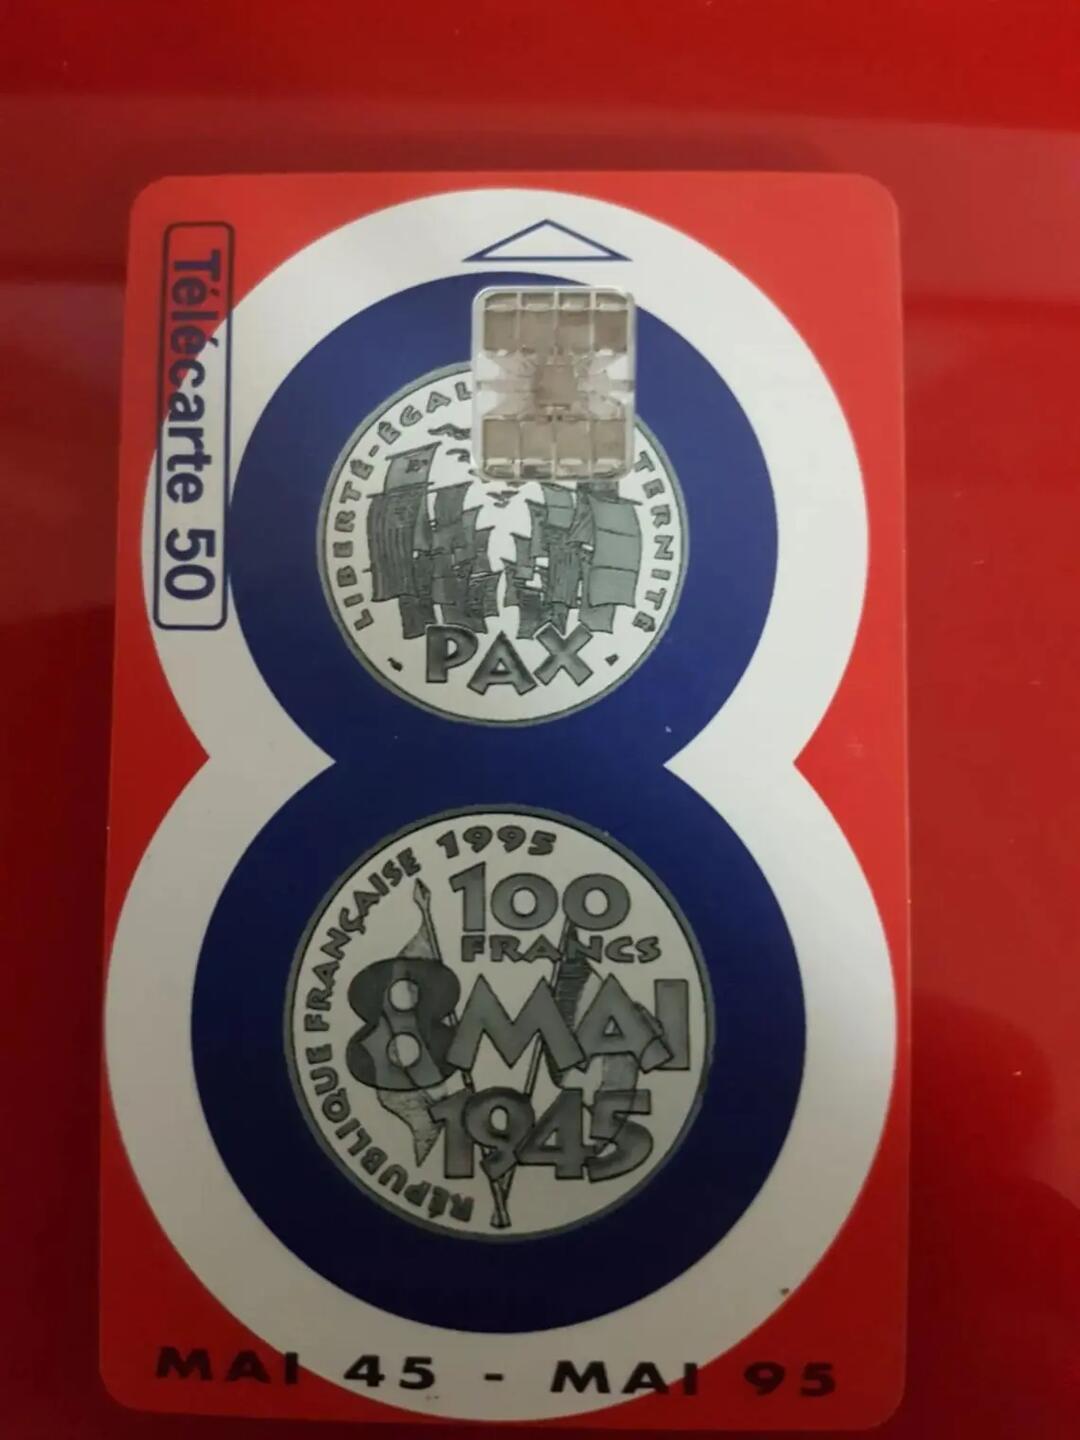 Télécarte 50
LIBERTÉ-ÉGAL
TERNITÉ
PAX
RÉPUBLIQUE FRANÇAISE 1995
100
FRANCS
8 MAI
1945
MAI 45 - MAI 95